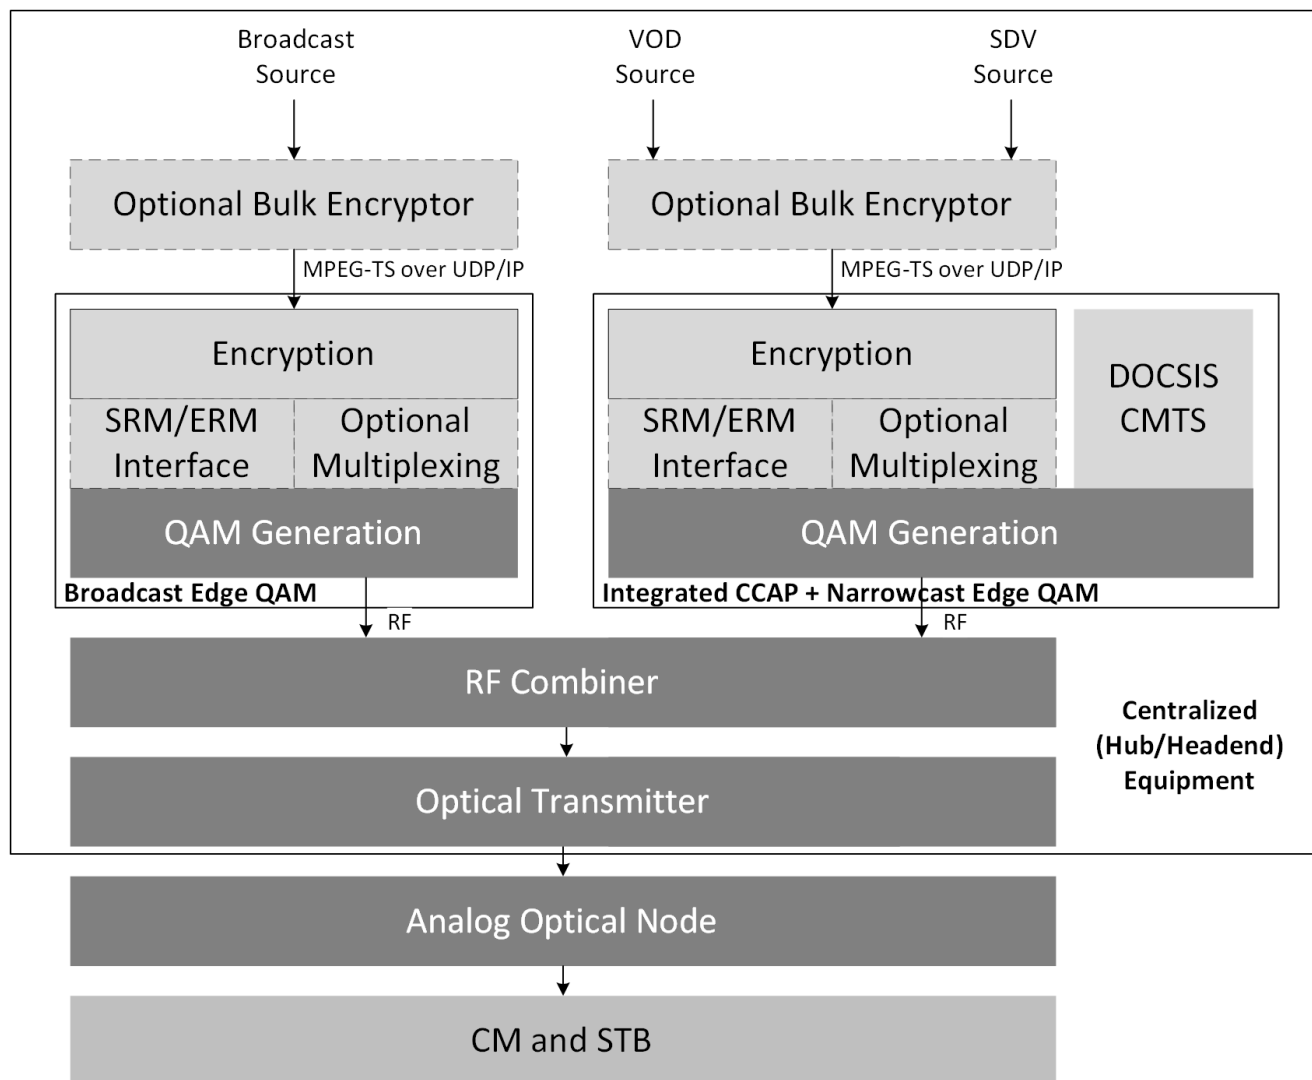 Broadcast
Source
VOD
Source
SDV
Source
Optional Bulk Encryptor
Optional Bulk Encryptor
MPEG-TS over UDP/IP
MPEG-TS over UDP/IP
Encryption
SRM/ERM
Interface
Optional
Multiplexing
QAM Generation
Broadcast Edge QAM
Encryption
SRM/ERM
Interface
Optional
Multiplexing
DOCSIS
CMTS
QAM Generation
Integrated CCAP + Narrowcast Edge QAM
RF
RF
RF Combiner
Optical Transmitter
Centralized
(Hub/Headend)
Equipment
Analog Optical Node
CM and STB